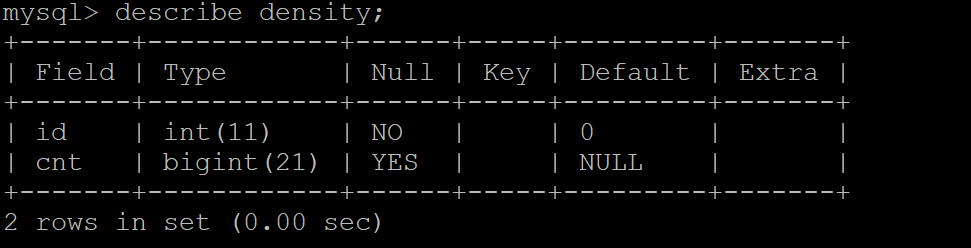 mysql> describe density;
+-------+------------+------+-----+---------+-------+
| Field | Type       | Null | Key | Default | Extra |
+-------+------------+------+-----+---------+-------+
| id    | int(11)    | NO   |     | 0       |       |
| cnt   | bigint(21) | YES  |     | NULL    |       |
+-------+------------+------+-----+---------+-------+
2 rows in set (0.00 sec)